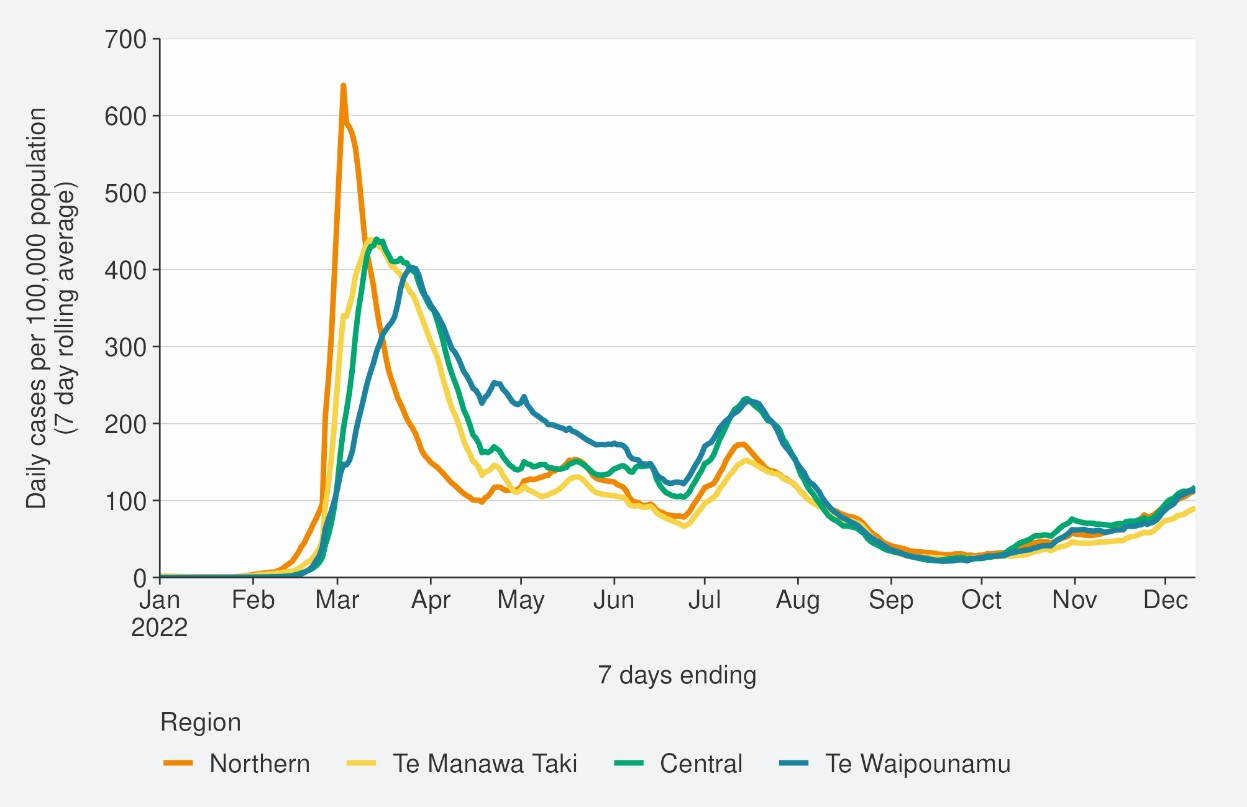 Daily cases per 100,000 population
(7 day rolling average)
700
600
500
400
300
200
100
0
Jan Feb Mar Apr May Jun Jul Aug Sep Oct Nov Dec
2022
7 days ending
Region
Northern Te Manawa Taki Central Te Waipounamu